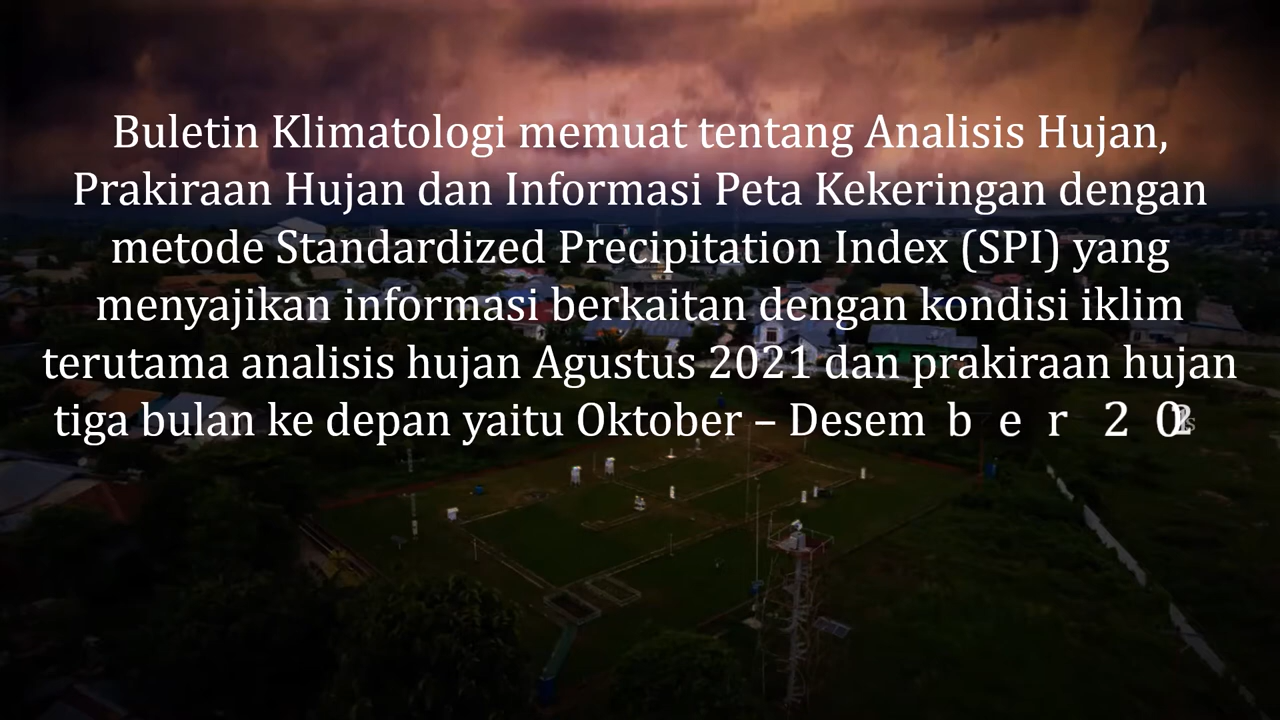 Buletin Klimatologi memuat tentang Analisis Hujan,
Prakiraan Hujan dan Informasi Peta Kekeringan dengan
metode Standardized Precipitation Index (SPI) yang
menyajikan informasi berkaitan dengan kondisi iklim
terutama analisis hujan Agustus 2021 dan prakiraan hujan
tiga bulan ke depan yaitu Oktober – Desember